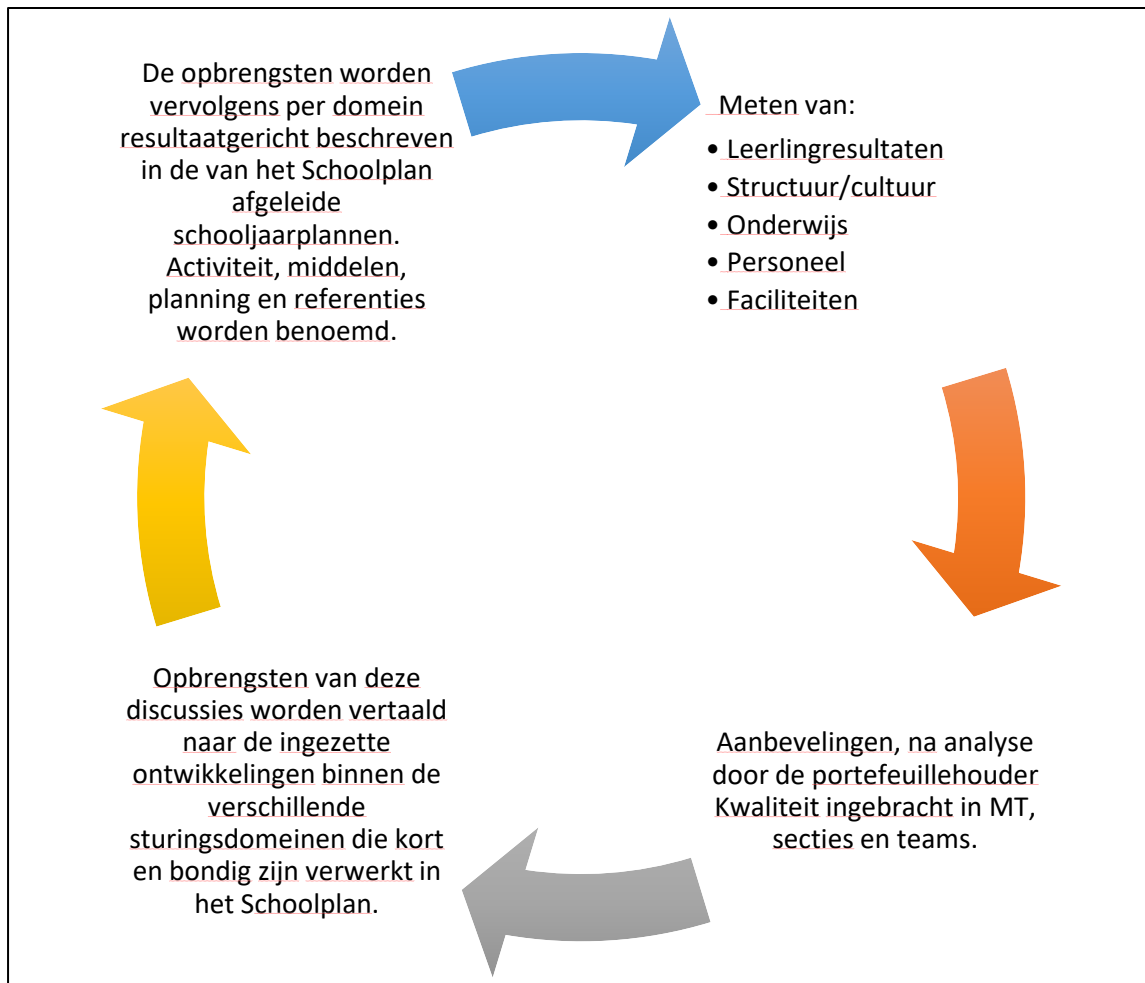 De opbrengsten worden
vervolgens per domein
resultaatgericht beschreven
in de van het Schoolplan
afgeleide
schooljaarplannen.
Activiteit, middelen,
planning en referenties
worden benoemd.
Meten van:
• Leerlingresultaten
• Structuur/cultuur
• Onderwijs
• Personeel
• Faciliteiten
Aanbevelingen, na analyse
door de portefeuillehouder
Kwaliteit ingebracht in MT,
secties en teams.
Opbrengsten van deze
discussies worden vertaald
naar de ingezette
ontwikkelingen binnen de
verschillende
sturingsdomeinen die kort
en bondig zijn verwerkt in
het Schoolplan.